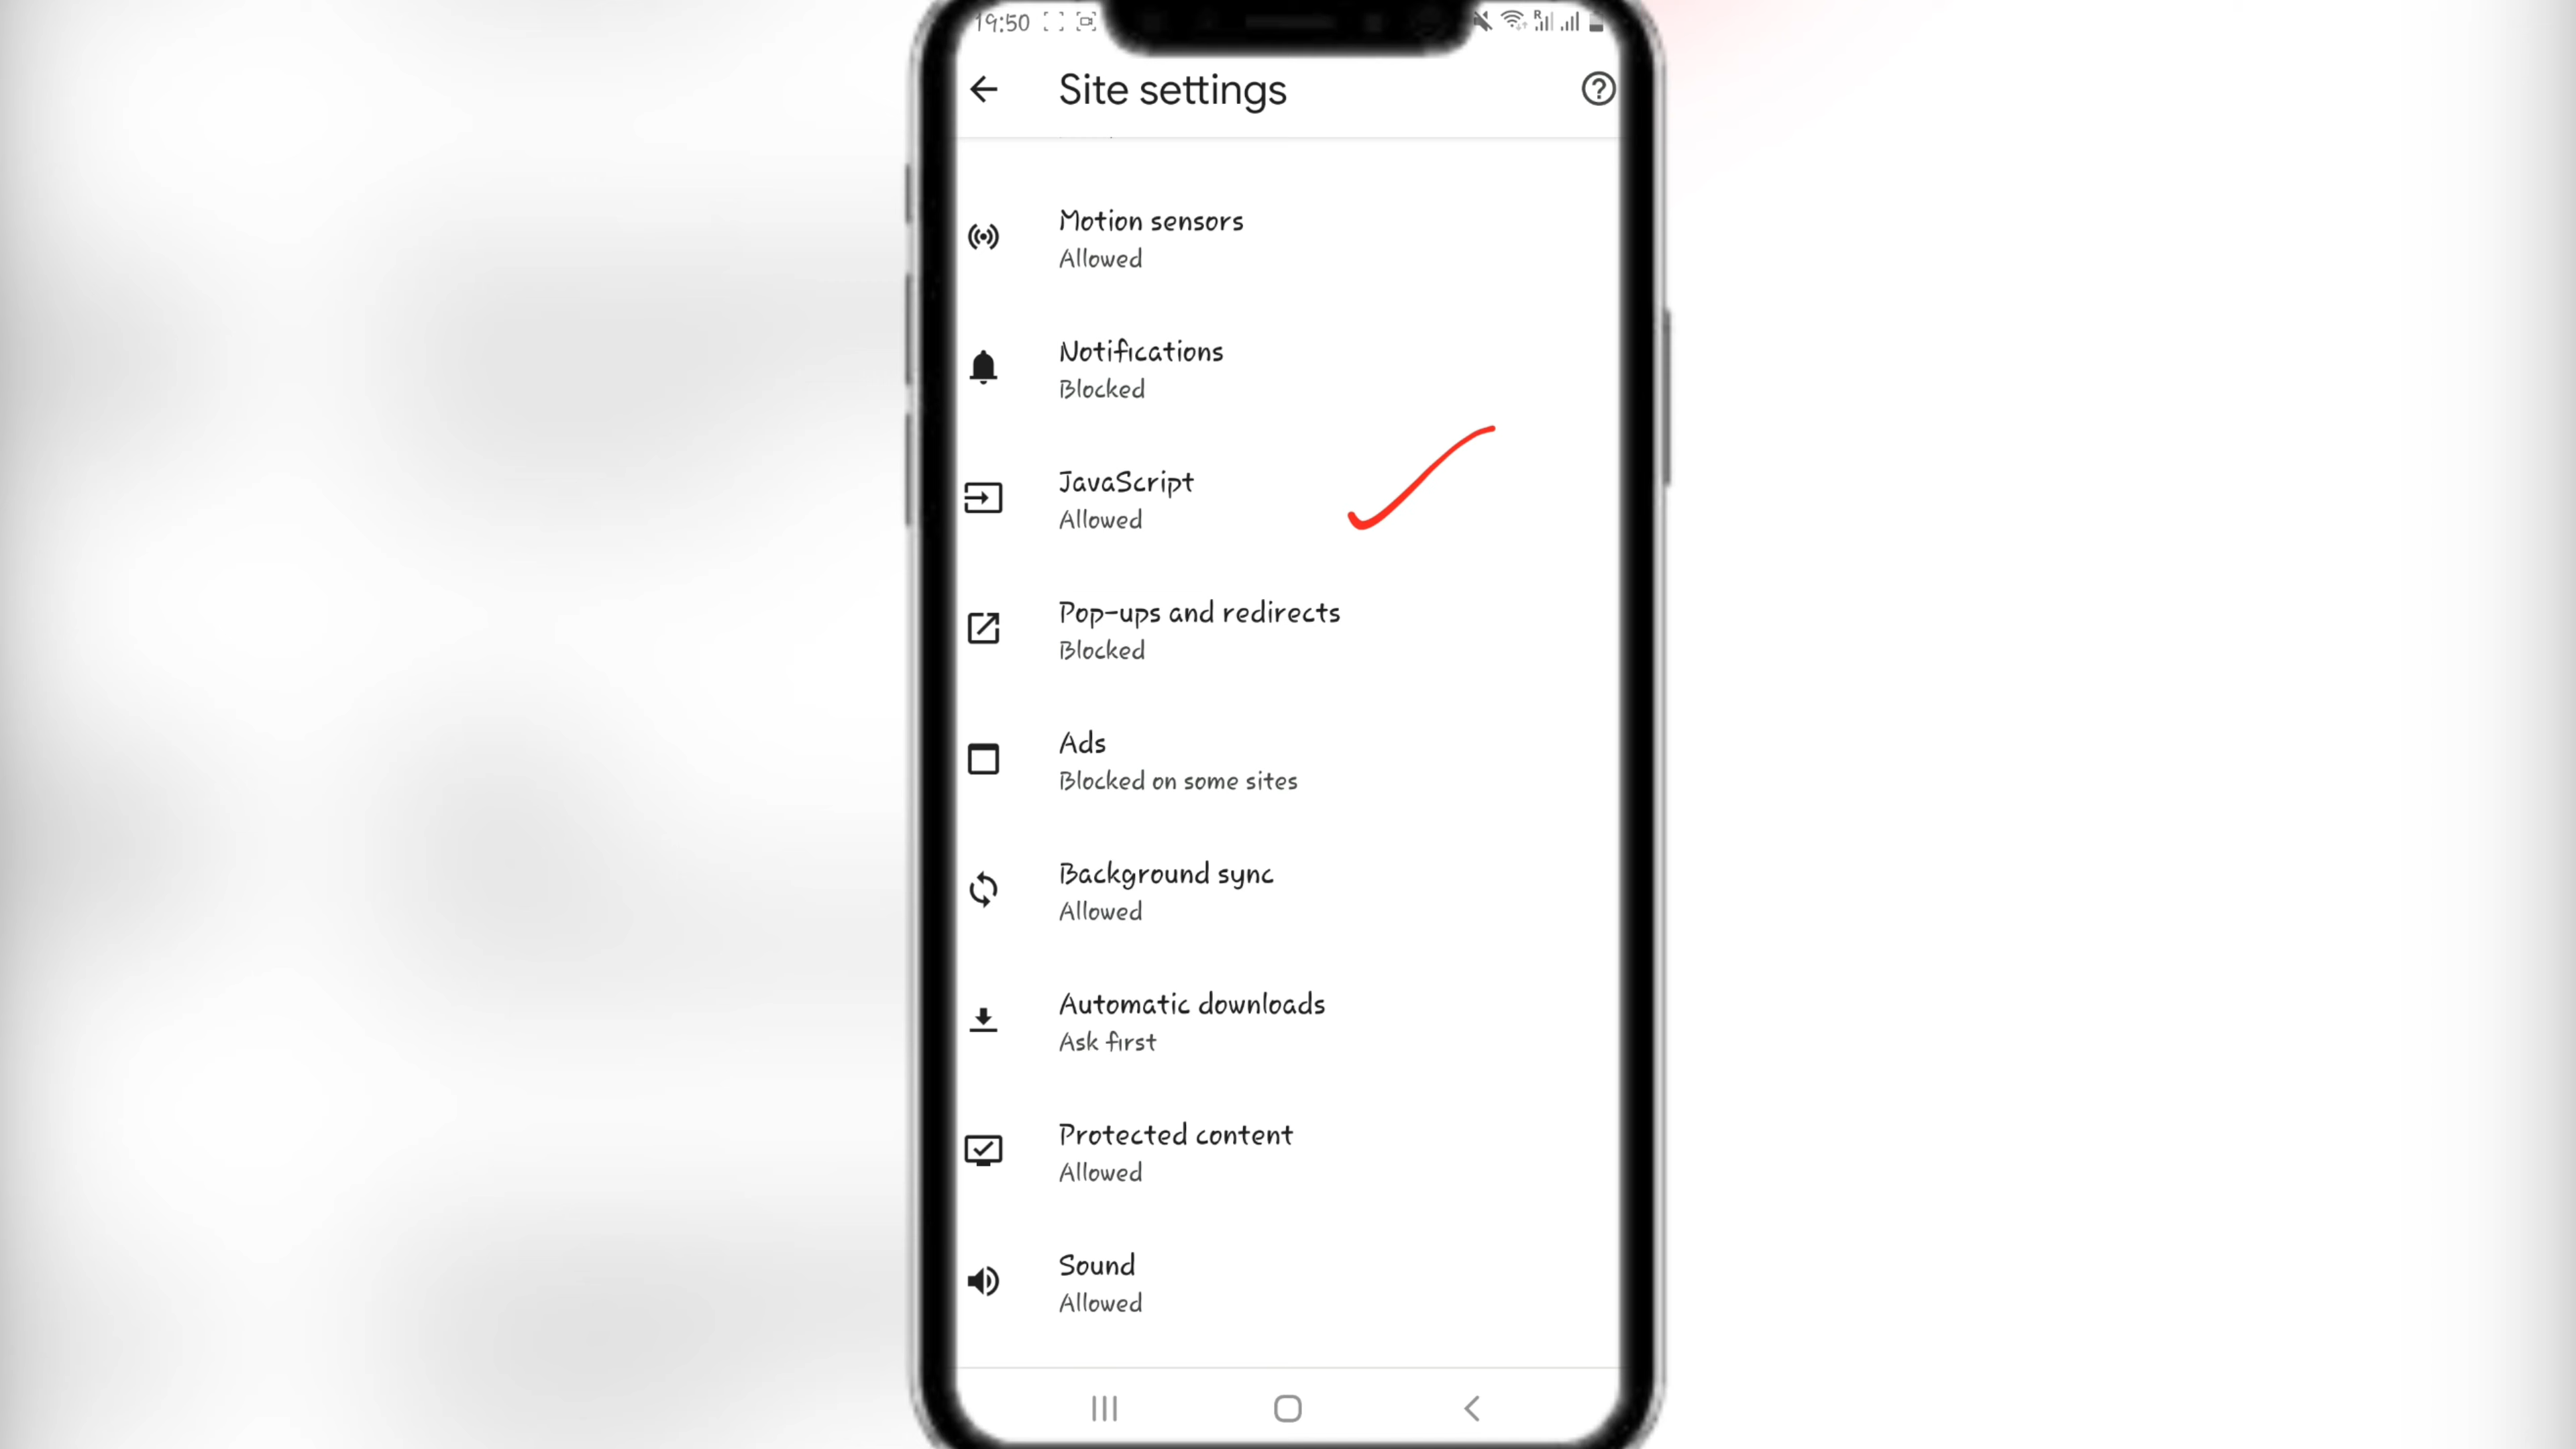 19:50
Site settings
Motion sensors
Allowed
Notifications
Blocked
JavaScript
Allowed
Pop-ups and redirects
Blocked
Ads
Blocked on some sites
Background sync
Allowed
Automatic downloads
Ask first
Protected content
Allowed
Sound
Allowed